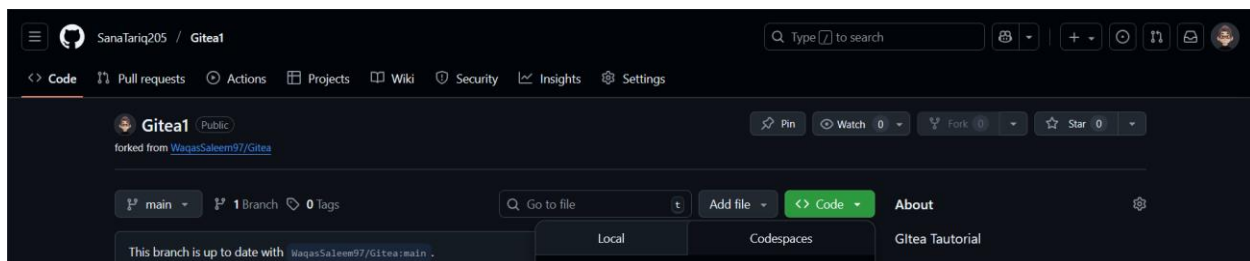 SanaTariq205 / Gitea1 Type / to search
Code Pull requests Actions Projects Wiki Security Insights Settings
Gitea1 Public Pin Watch 0 Fork 0 Star 0
forked from WaqasSaleem97/Gitea
main 1 Branch 0 Tags Go to file t Add file Code About
Local Codespaces GItea Tautorial
This branch is up to date with WaqasSaleem97/Gitea:main .